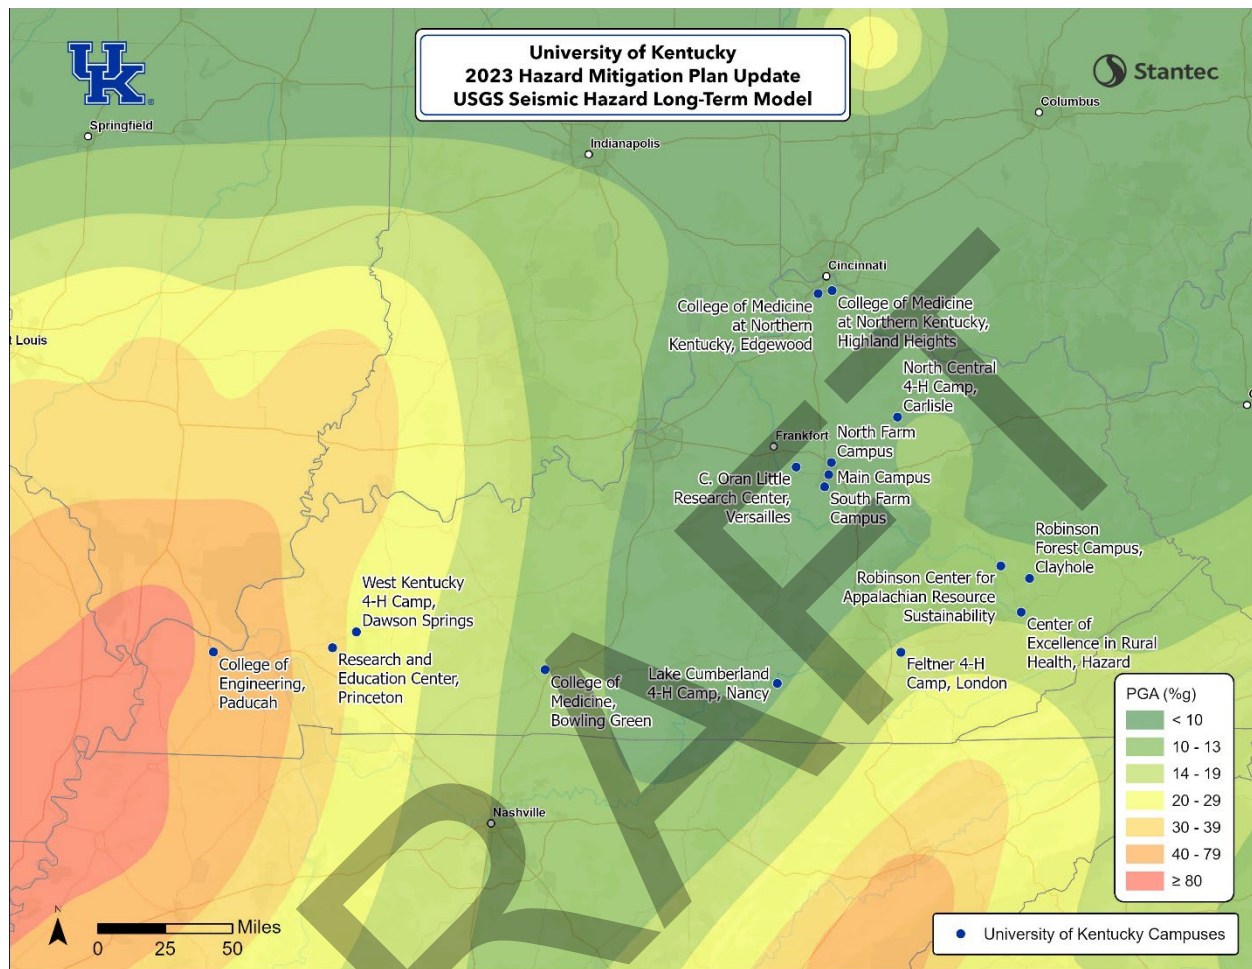 University of Kentucky
2023 Hazard Mitigation Plan Update
USGS Seismic Hazard Long-Term Model
UK
Stantec
Springfield
Columbus
Indianapolis
Cincinnati
College of Medicine
at Northern
Kentucky, Edgewood
College of Medicine
at Northern Kentucky,
Highland Heights
t Louis
North Central
4-H Camp,
Carlisle
Frankfort
North Farm
Campus
C. Oran Little
Research Center,
Versailles
Main Campus
South Farm
Campus
Robinson
Forest Campus,
Clayhole
Robinson Center for
Appalachian Resource
Sustainability
West Kentucky
4-H Camp,
Dawson Springs
Center of
Excellence in Rural
Health, Hazard
College of
Engineering,
Paducah
Research and
Education Center,
Princeton
College of
Medicine,
Bowling Green
Lake Cumberland
4-H Camp, Nancy
Feltner 4-H
Camp, London
Nashville
PGA (%g)
< 10
10 - 13
14 - 19
20 - 29
30 - 39
40 - 79
≥ 80
N
Miles
0 25 50
University of Kentucky Campuses
RAFT